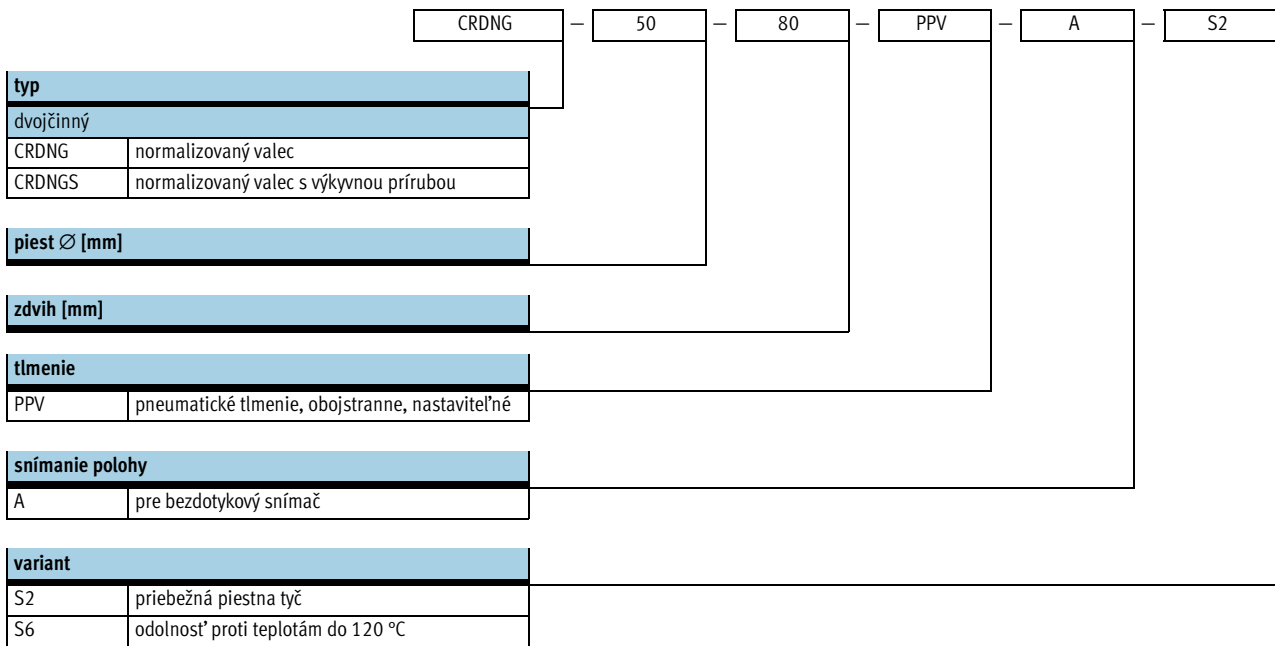 CRDNG – 50 – 80 – PPV – A – S2
typ
dvojčinný
CRDNG normalizovaný valec
CRDNGS normalizovaný valec s výkyvnou prírubou
piest ∅ [mm]
zdvih [mm]
tlmenie
PPV pneumatické tlmenie, obojstranne, nastaviteľné
snímanie polohy
A pre bezdotykový snímač
variant
S2 priebežná piestna tyč
S6 odolnosť proti teplotám do 120 °C